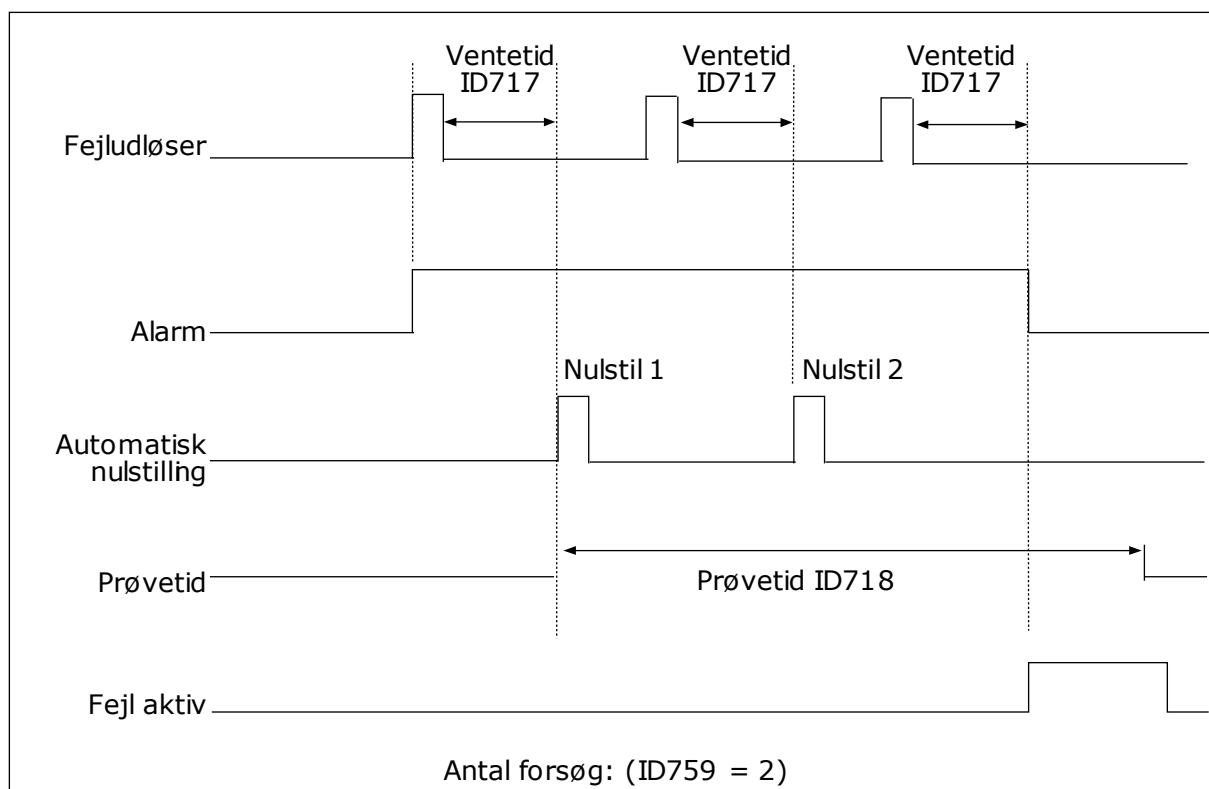 Ventetid
ID717
Ventetid
ID717
Ventetid
ID717
Fejludløser
Alarm
Nulstil 1
Nulstil 2
Automatisk
nulstilling
Prøvetid
Prøvetid ID718
Fejl aktiv
Antal forsøg: (ID759 = 2)